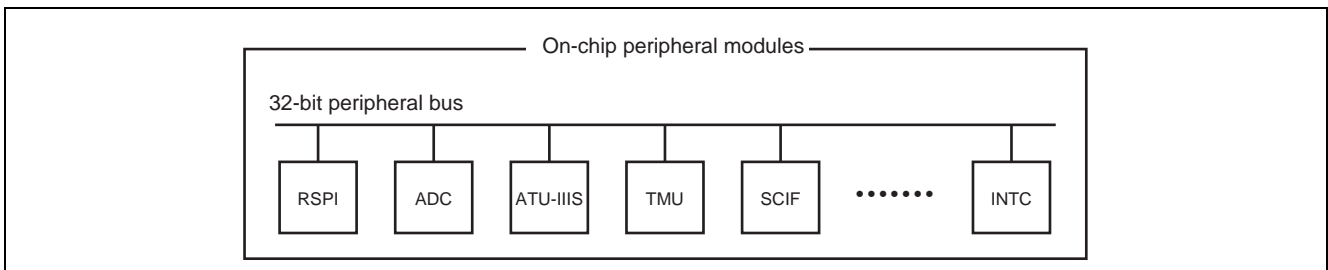 On-chip peripheral modules
32-bit peripheral bus
RSPI ADC ATU-IIIS TMU SCIF ••••••• INTC